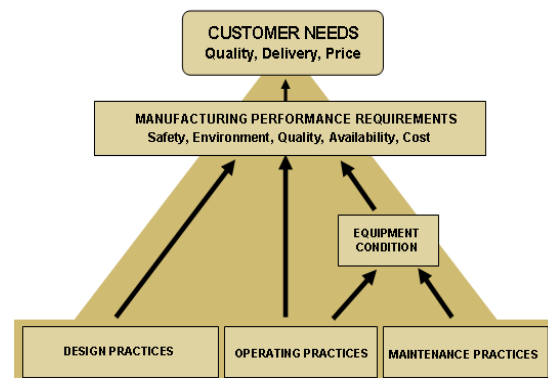 CUSTOMER NEEDS
Quality, Delivery, Price
MANUFACTURING PERFORMANCE REQUIREMENTS
Safety, Environment, Quality, Availability, Cost
EQUIPMENT
CONDITION
DESIGN PRACTICES
OPERATING PRACTICES
MAINTENANCE PRACTICES